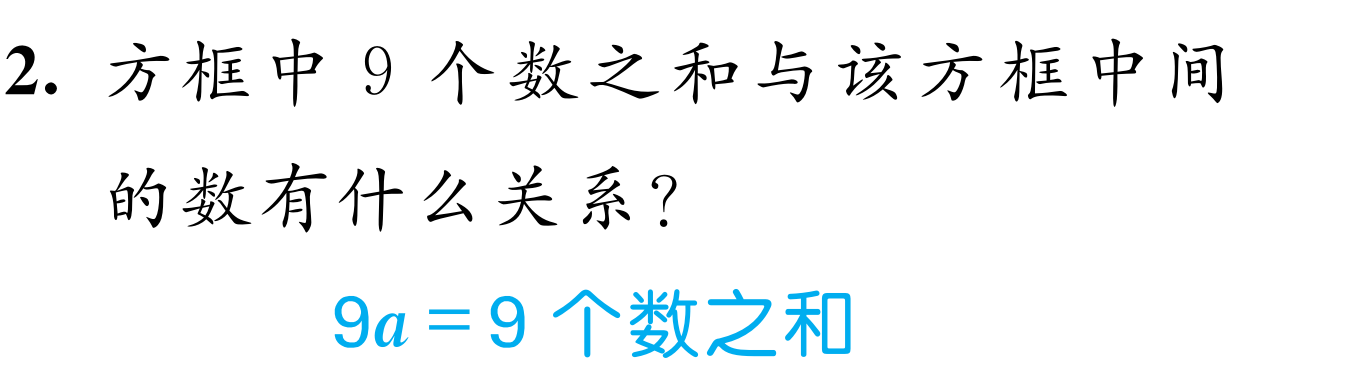 2. 方框中 9 个数之和与该方框中间
的数有什么关系？
9a = 9 个数之和